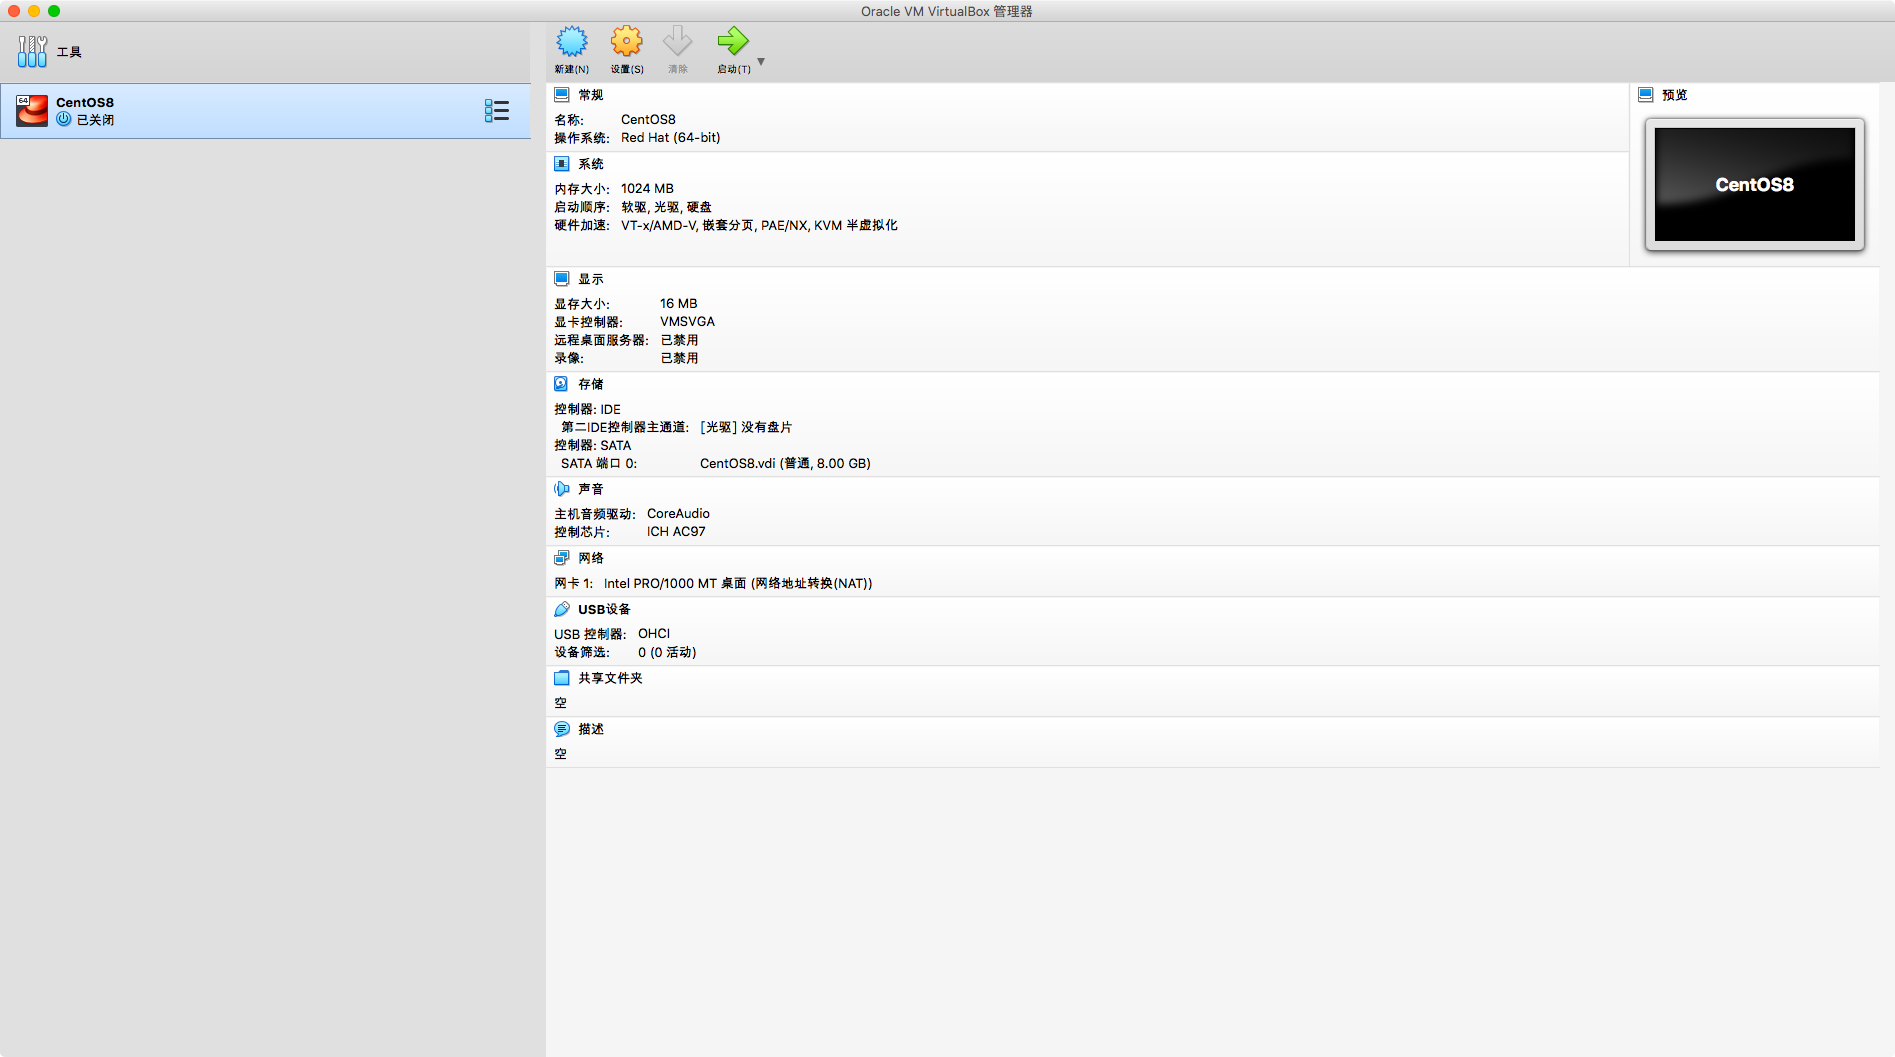 Oracle VM VirtualBox 管理器
工具
新建(N)
设置(S)
清除
启动(T)
64
CentOS8
已关闭
常规
名称: CentOS8
操作系统: Red Hat (64-bit)
预览
CentOS8
系统
内存大小: 1024 MB
启动顺序: 软驱, 光驱, 硬盘
硬件加速: VT-x/AMD-V, 嵌套分页, PAE/NX, KVM 半虚拟化
显示
显存大小: 16 MB
显卡控制器: VMSVGA
远程桌面服务器: 已禁用
录像: 已禁用
存储
控制器: IDE
第二IDE控制器主通道: [光驱] 没有盘片
控制器: SATA
SATA 端口 0: CentOS8.vdi (普通, 8.00 GB)
声音
主机音频驱动: CoreAudio
控制芯片: ICH AC97
网络
网卡 1: Intel PRO/1000 MT 桌面 (网络地址转换(NAT))
USB设备
USB 控制器: OHCI
设备筛选: 0 (0 活动)
共享文件夹
空
描述
空